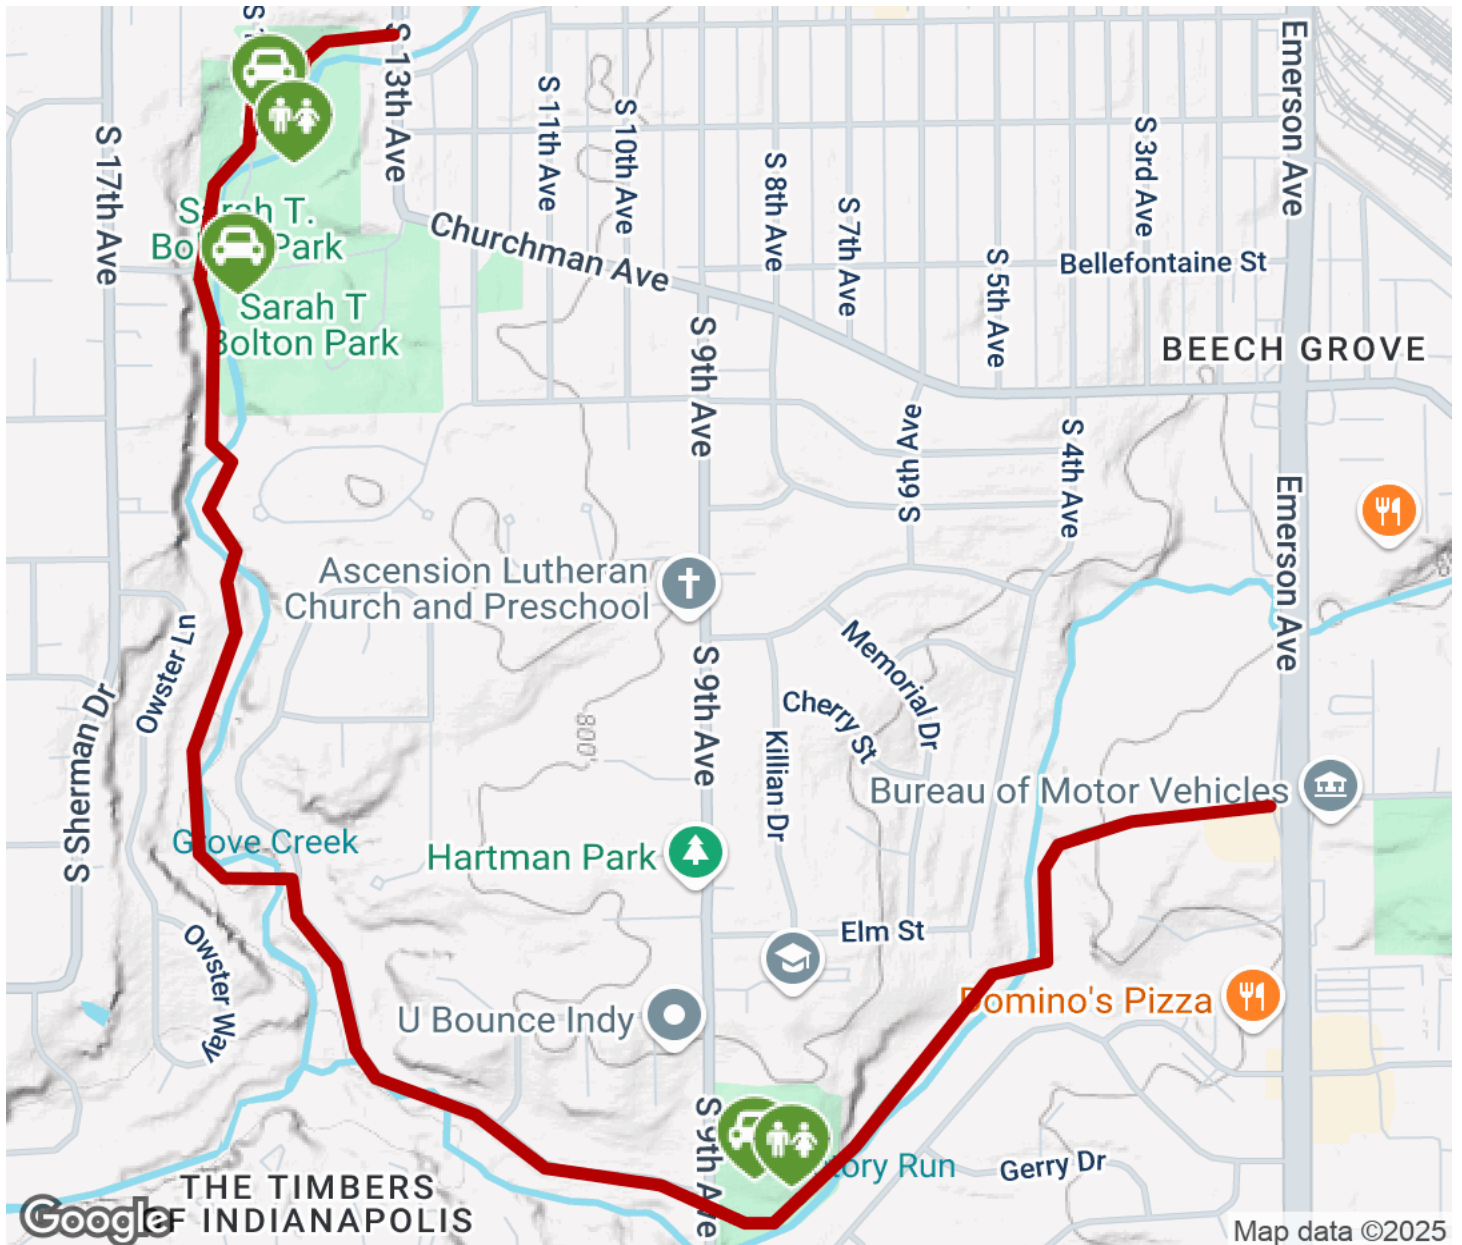 S 13th Ave
S 17th Ave
S 11th Ave
S 10th Ave
S 8th Ave
S 7th Ave
S 3rd Ave
Emerson Ave
Sarah T.
Bolton Park
Churchman Ave
S 5th Ave
Bellefontaine St
Sarah T
Bolton Park
S 9th Ave
BEECH GROVE
S 6th Ave
S 4th Ave
Emerson Ave
Ascension Lutheran
Church and Preschool
Owster Ln
Memorial Dr
S 9th Ave
Cherry St
S Sherman Dr
800'
Killian Dr
Bureau of Motor Vehicles
Grove Creek
Hartman Park
Elm St
Owster Way
Domino's Pizza
U Bounce Indy
S 9th Ave
Gerry Dr
THE TIMBERS
OF INDIANAPOLIS
Google
Map data ©2025